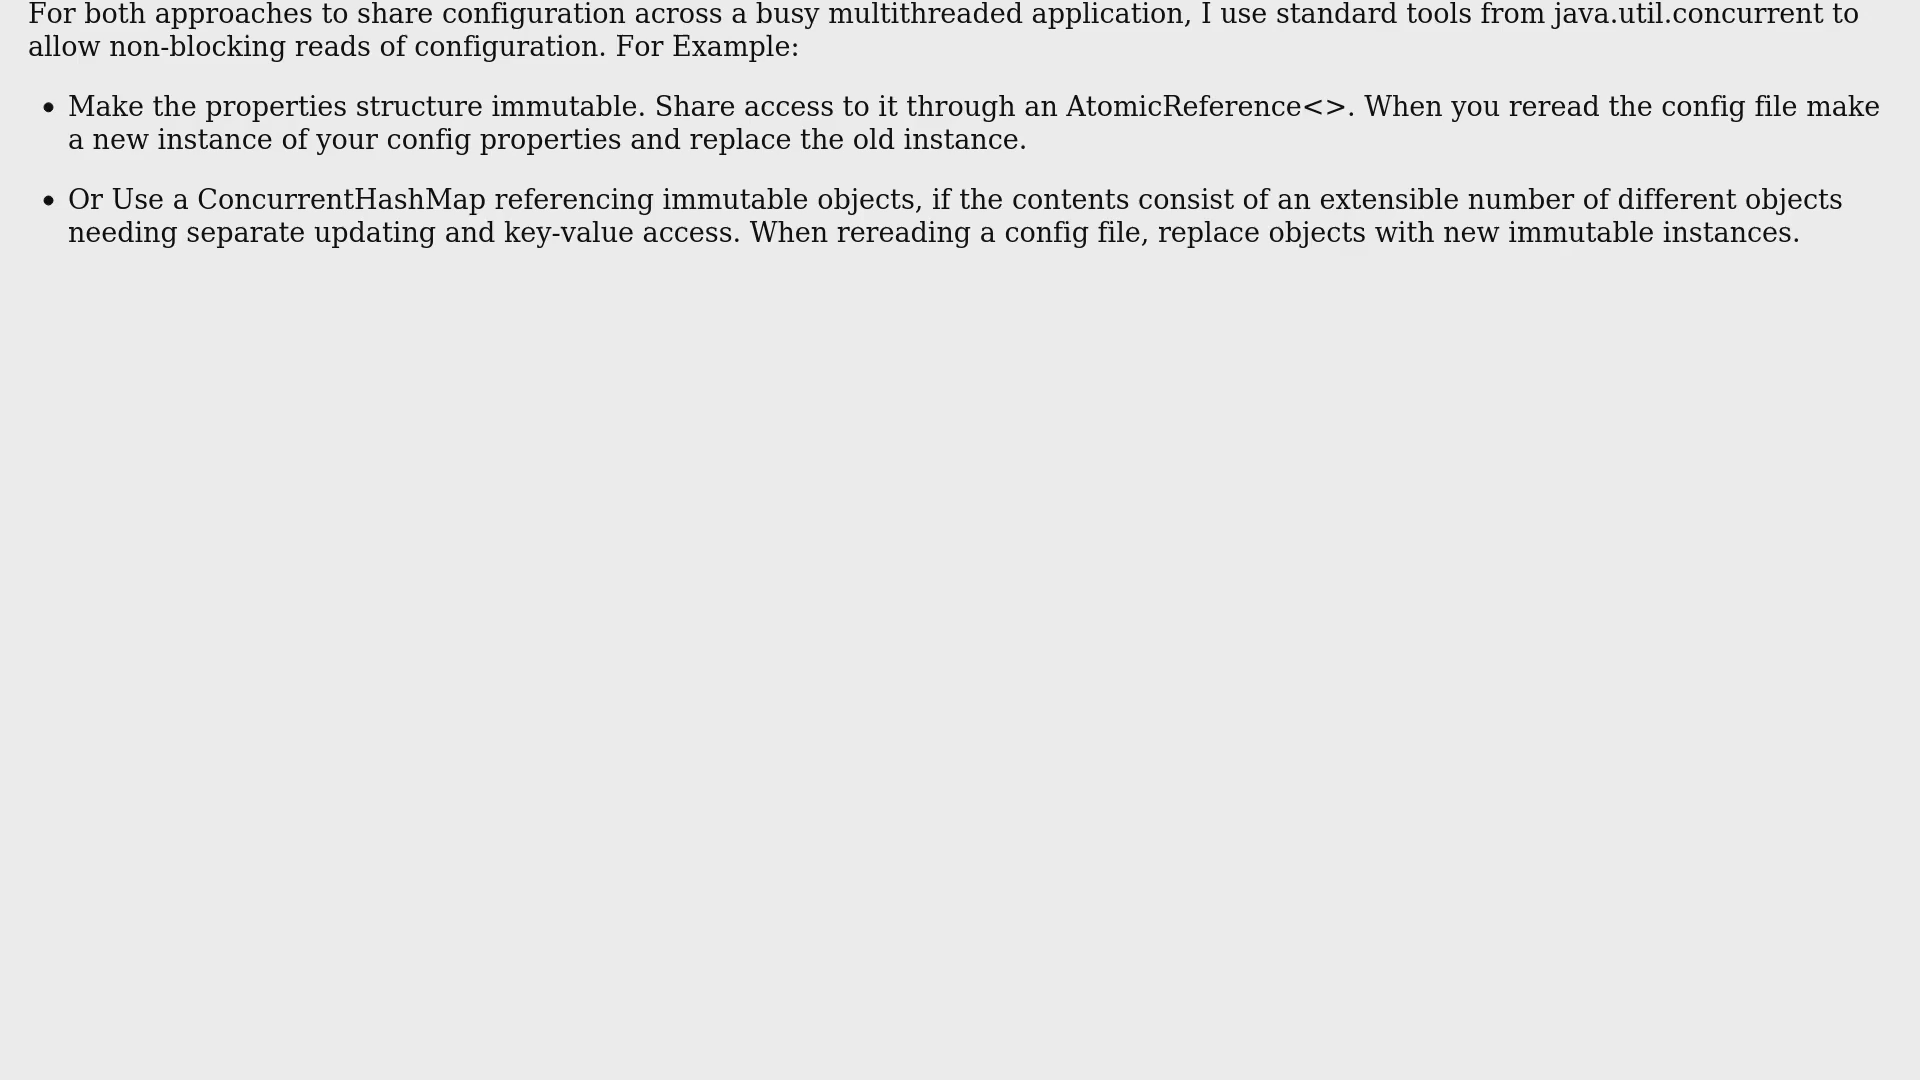 For both approaches to share configuration across a busy multithreaded application, I use standard tools from java.util.concurrent to
allow non-blocking reads of configuration. For Example:
• Make the properties structure immutable. Share access to it through an AtomicReference<>. When you reread the config file make
a new instance of your config properties and replace the old instance.
• Or Use a ConcurrentHashMap referencing immutable objects, if the contents consist of an extensible number of different objects
needing separate updating and key-value access. When rereading a config file, replace objects with new immutable instances.